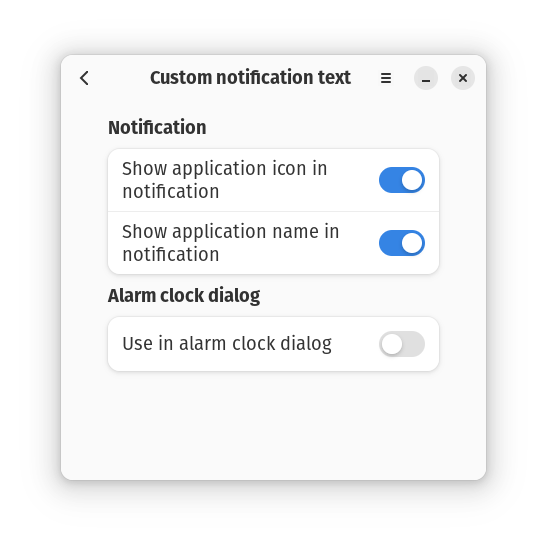 Custom notification text
Notification
Show application icon in
notification
Show application name in
notification
Alarm clock dialog
Use in alarm clock dialog